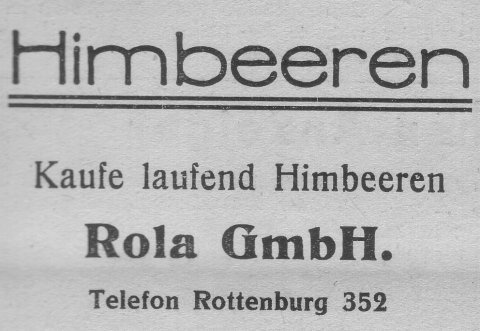 Himbeeren
Kaufe laufend Himbeeren
Rola GmbH.
Telefon Rottenburg 352